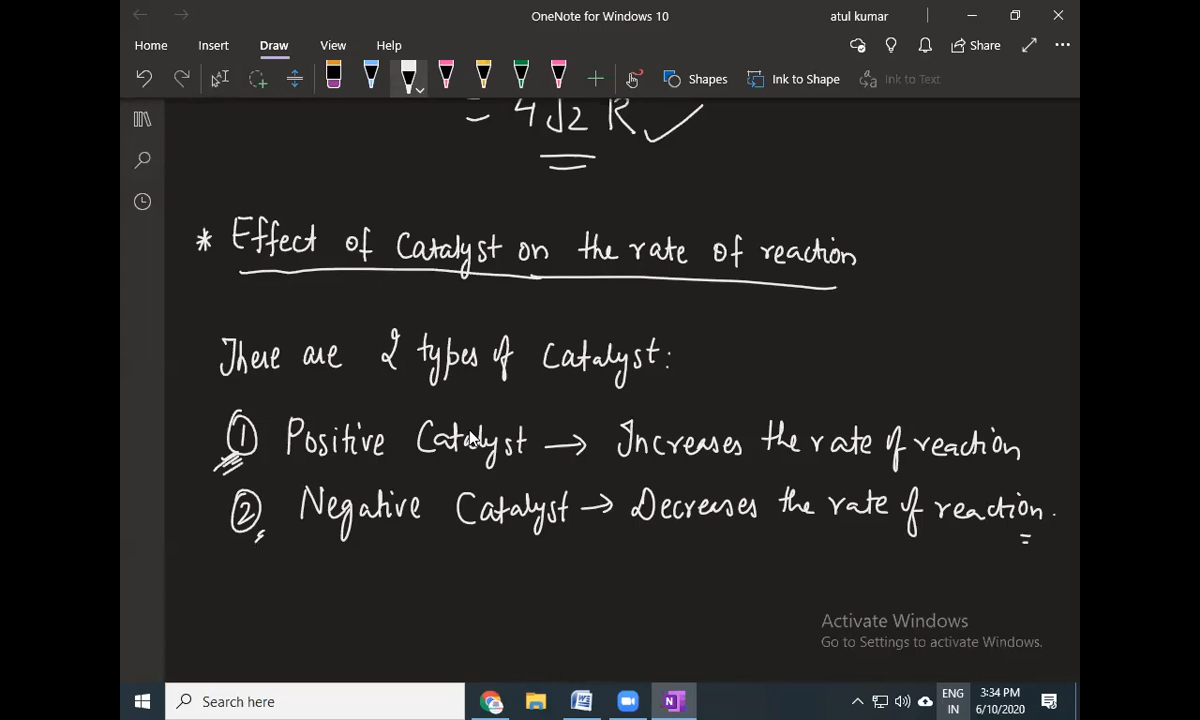 OneNote for Windows 10
atul kumar
Home Insert Draw View Help
Share
Shapes Ink to Shape Ink to Text
= 4√2 R ✓
* Effect of Catalyst on the rate of reaction
There are 2 types of Catalyst:
① Positive Catalyst → Increases the rate of reaction
② Negative Catalyst → Decreases the rate of reaction.
Activate Windows
Go to Settings to activate Windows.
Search here
ENG
IN
3:34 PM
6/10/2020